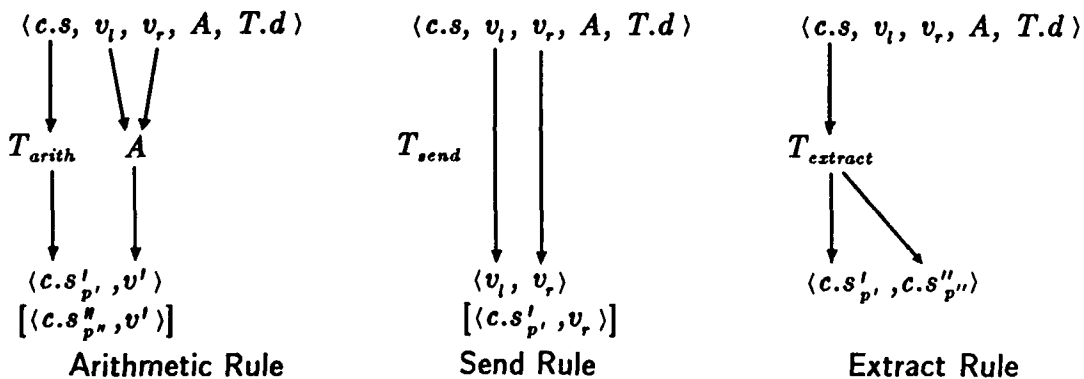 ⟨c.s, v_l, v_r, A, T.d⟩ ⟨c.s, v_l, v_r, A, T.d⟩ ⟨c.s, v_l, v_r, A, T.d⟩
T_arith A T_send T_extract
⟨c.s'_p', v'⟩ ⟨v_l, v_r⟩ ⟨c.s'_p', c.s''_p''⟩
[⟨c.s''_p'', v'⟩] [⟨c.s'_p', v_r⟩]
Arithmetic Rule Send Rule Extract Rule